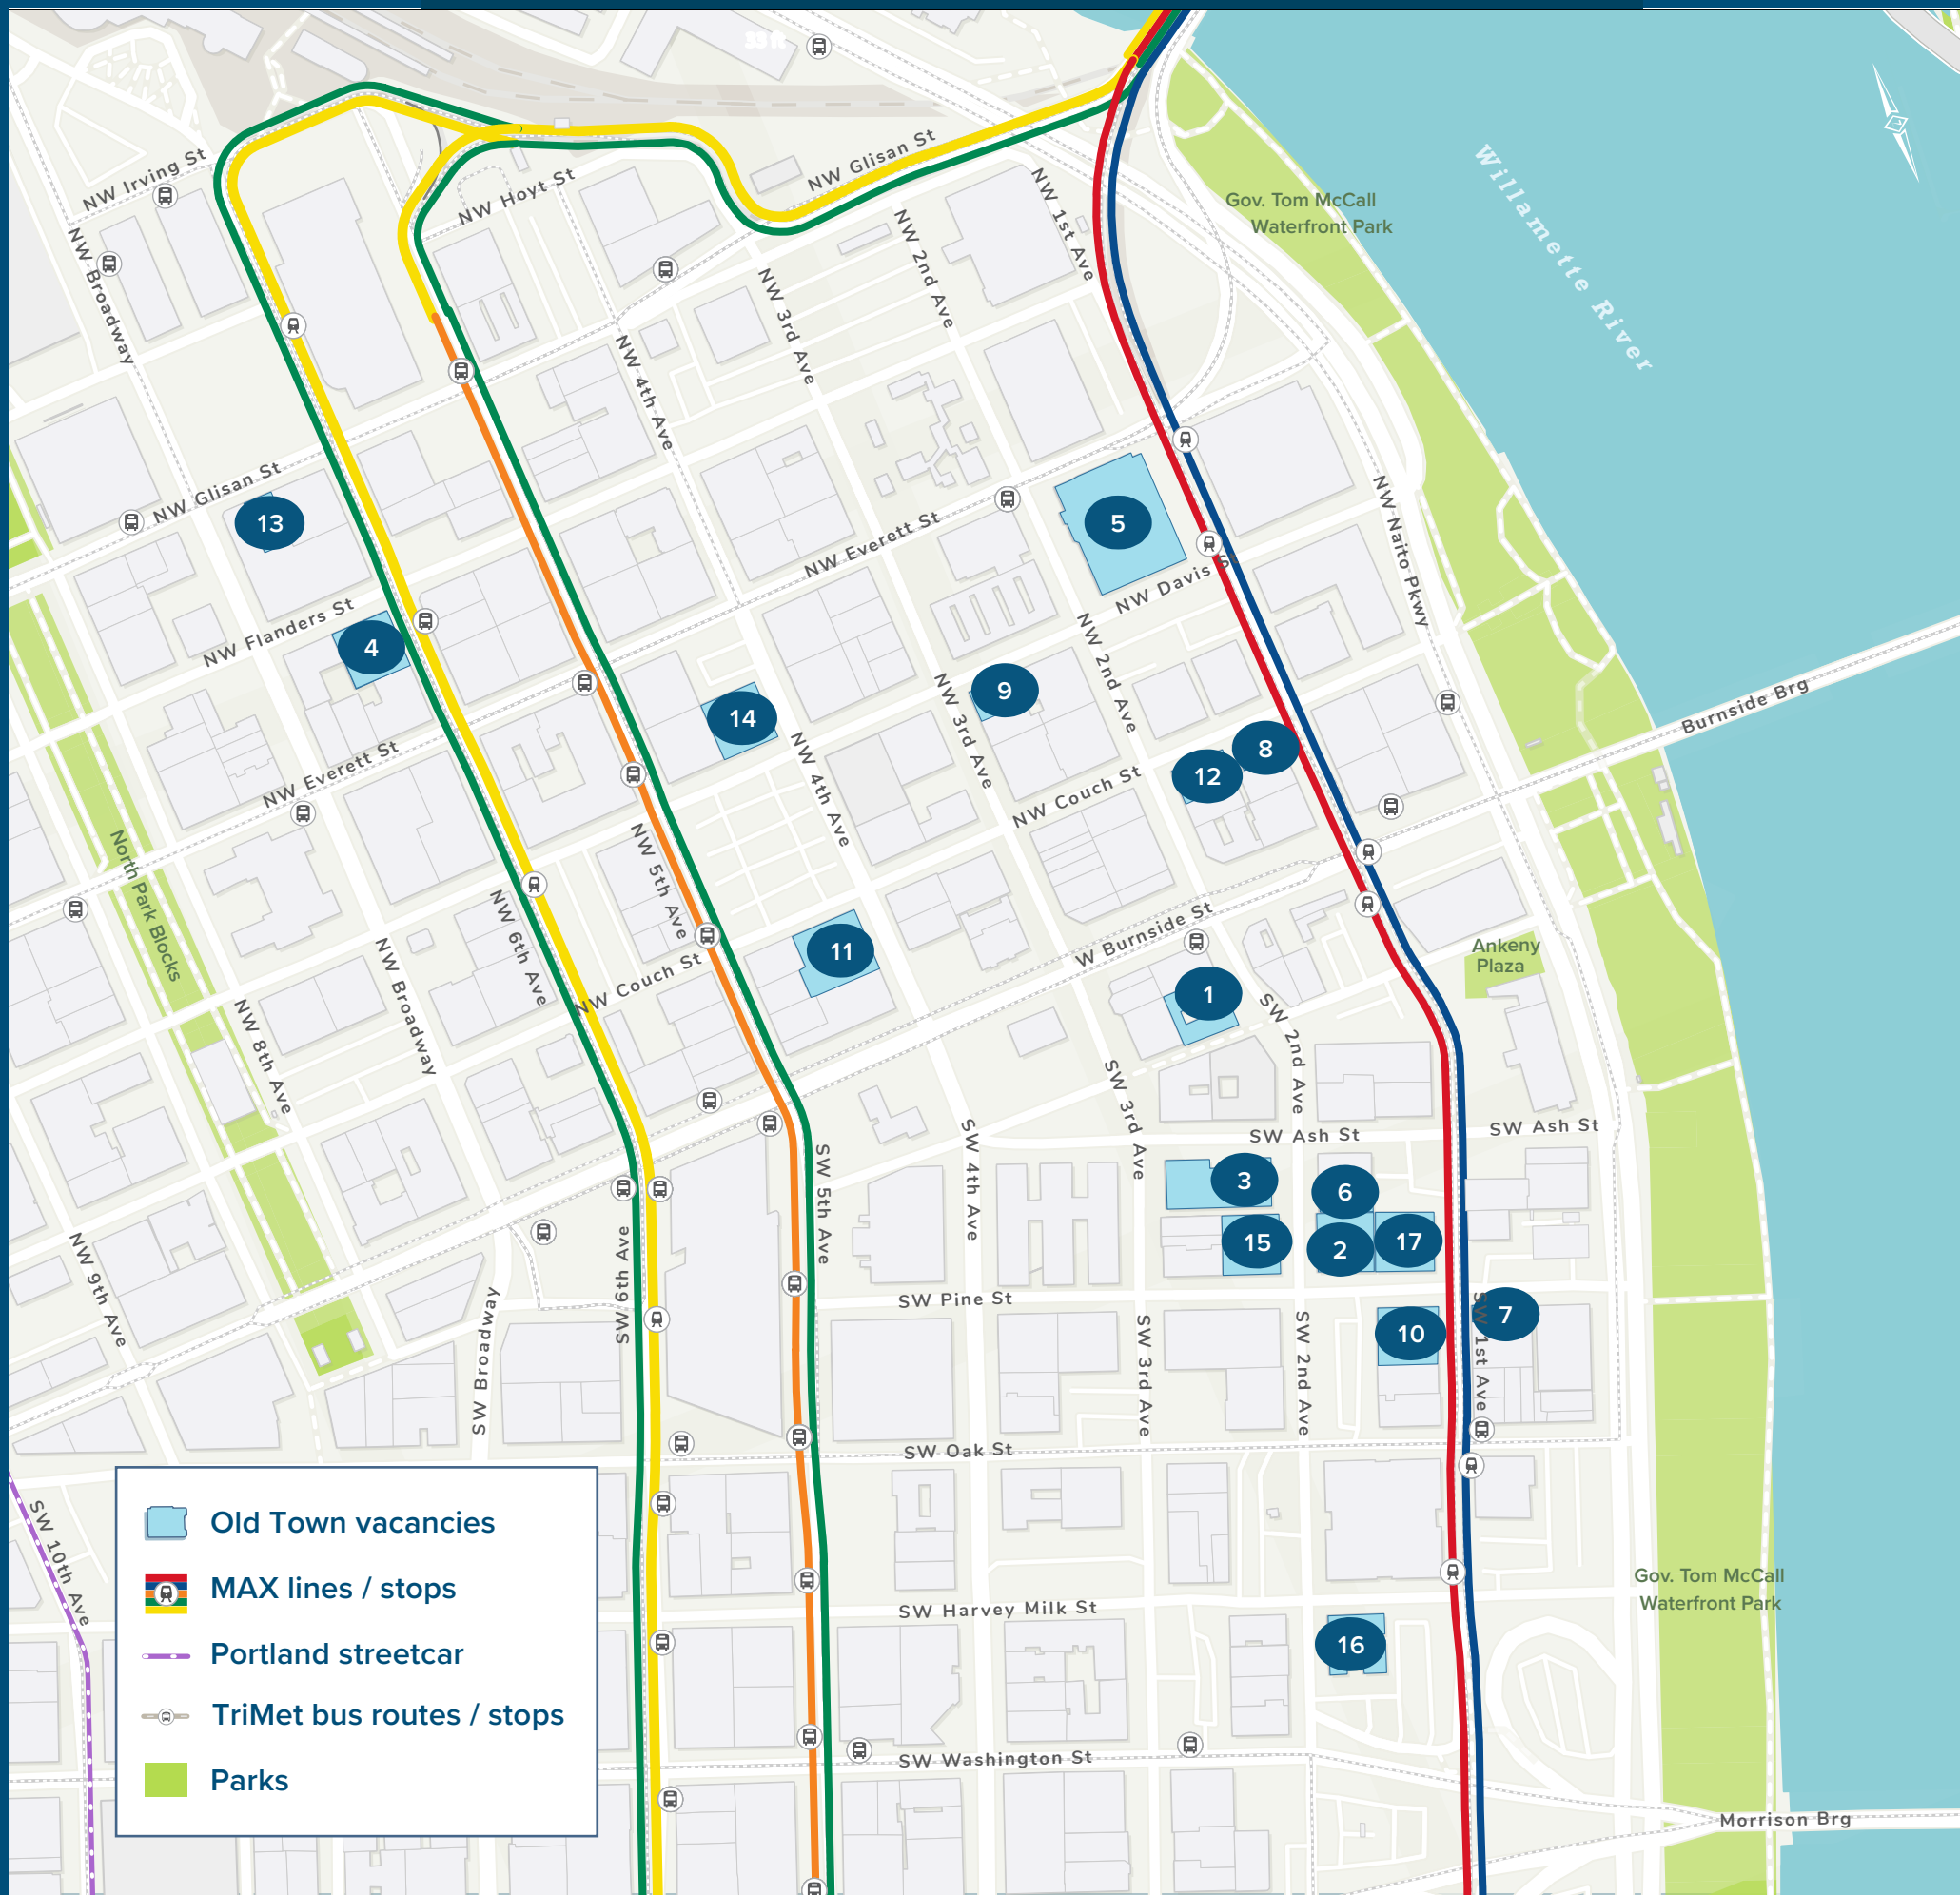 33 ft
NW Irving St
NW Hoyt St
NW Glisan St
NW 1st Ave
Gov. Tom McCall
Waterfront Park
Willamette River
NW Broadway
NW 2nd Ave
NW 3rd Ave
NW 4th Ave
NW Glisan St
13
5
NW Everett St
NW Davis S
NW Naito Pkwy
NW Flanders St
4
NW 2nd Ave
9
14
NW 3rd Ave
8
12
Burnside Brg
NW Everett St
NW 4th Ave
NW Couch St
North Park Blocks
NW 5th Ave
NW 6th Ave
11
W Burnside St
Ankeny
Plaza
NW Couch St
1
NW Broadway
NW 8th Ave
SW 2nd Ave
SW 3rd Ave
SW Ash St
SW Ash St
SW 4th Ave
SW 5th Ave
3
6
15
2
17
NW 9th Ave
SW 6th Ave
SW Broadway
SW Pine St
7
10
SW 3rd Ave
SW 2nd Ave
SW 1st Ave
SW Oak St
SW 10th Ave
Old Town vacancies
MAX lines / stops
Portland streetcar
TriMet bus routes / stops
Parks
Gov. Tom McCall
Waterfront Park
SW Harvey Milk St
16
SW Washington St
Morrison Brg